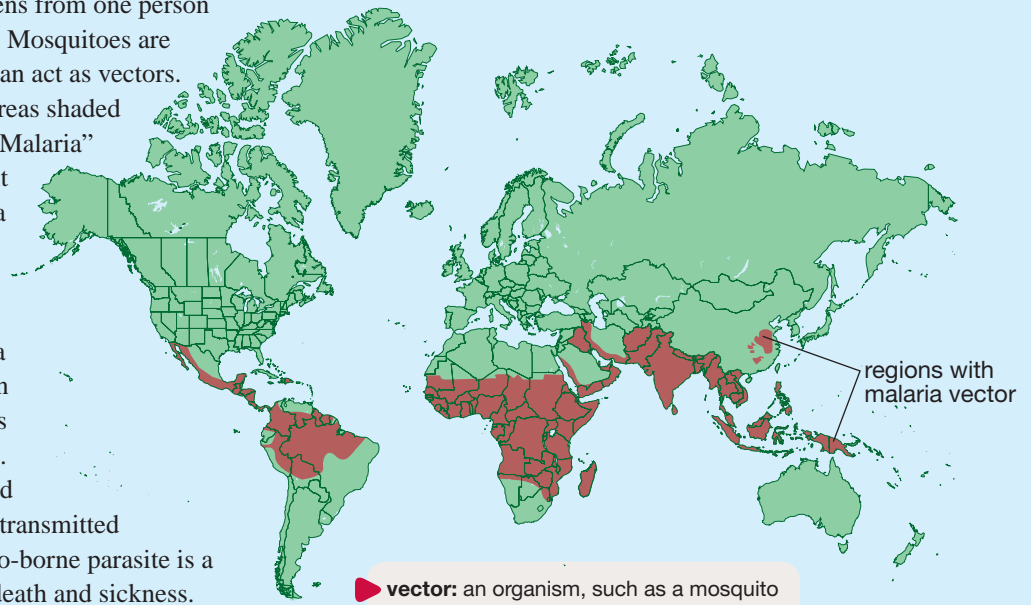 ens from one person
Mosquitoes are
an act as vectors.
reas shaded
Malaria”
t
a
a
n
s
.
d
transmitted
o-borne parasite is a
death and sickness.
regions with
malaria vector
vector: an organism, such as a mosquito